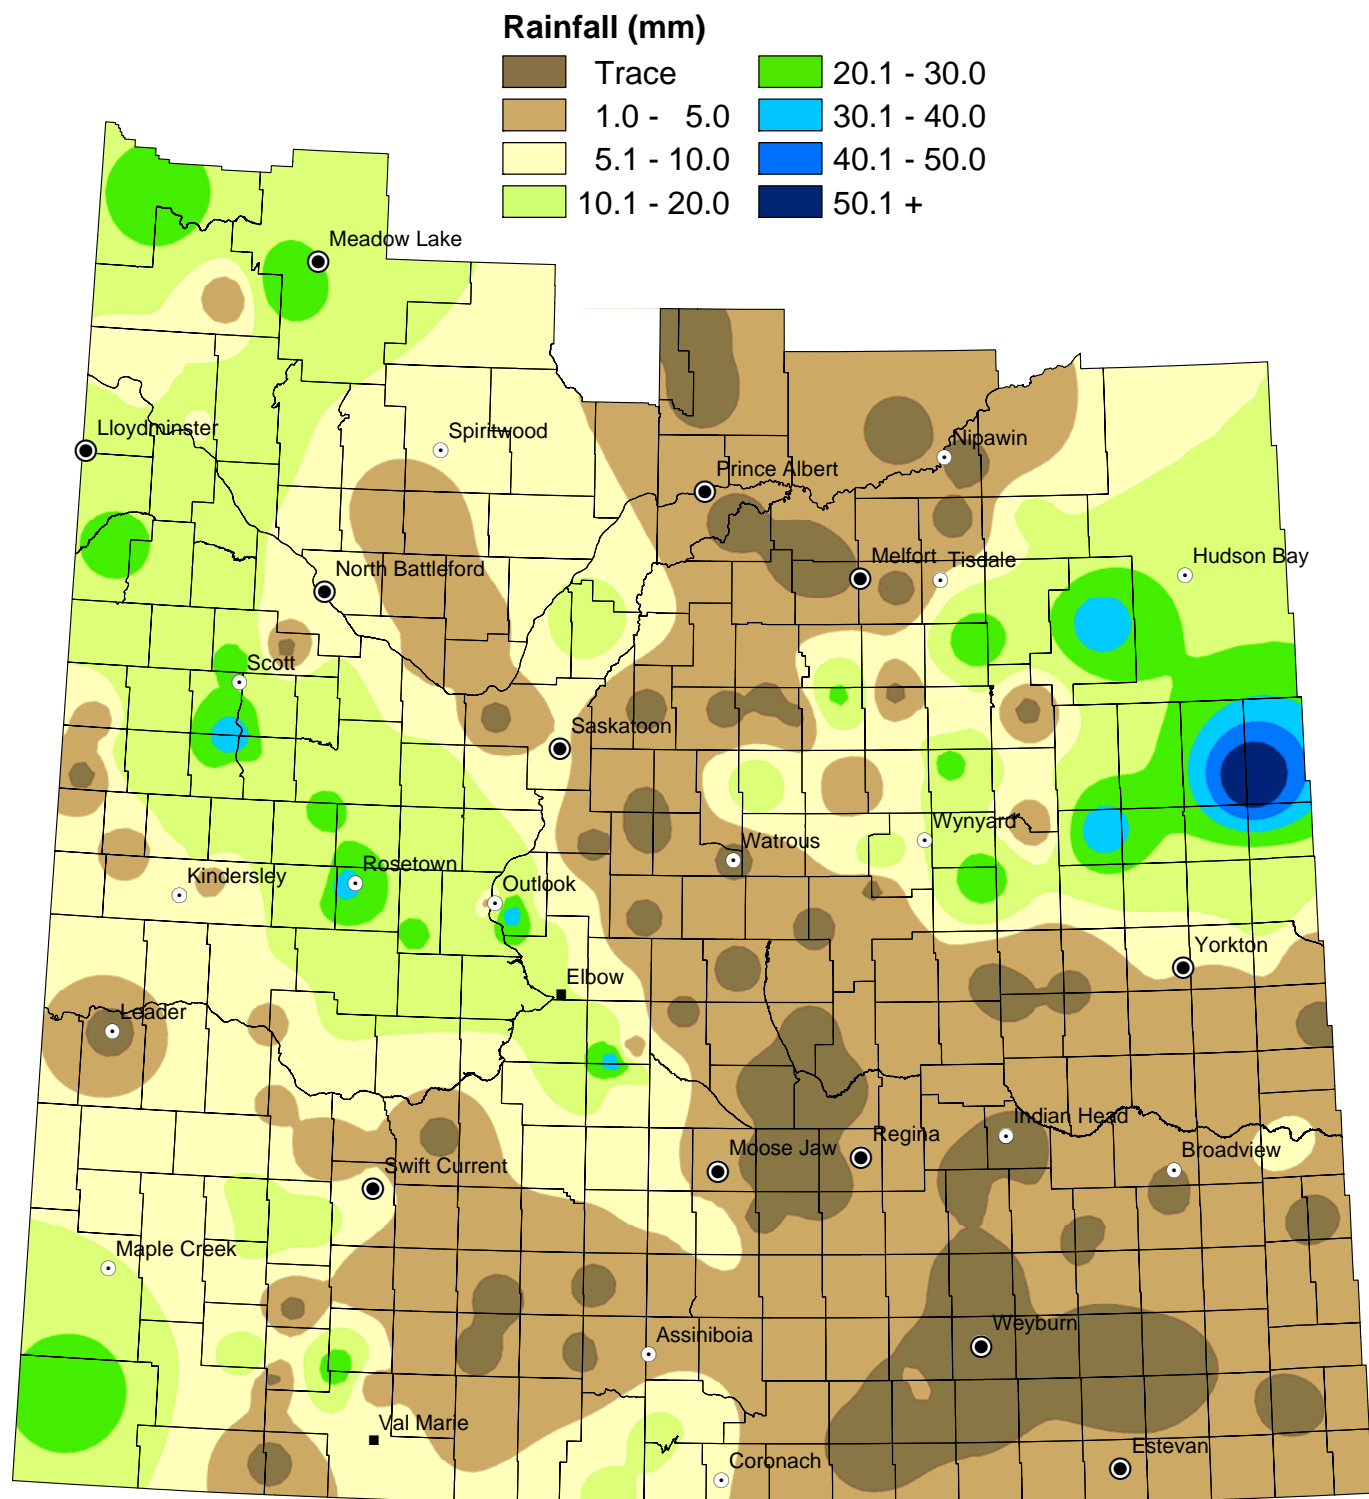 Rainfall (mm)
Trace
20.1 - 30.0
1.0 - 5.0
30.1 - 40.0
5.1 - 10.0
40.1 - 50.0
10.1 - 20.0
50.1 +
Meadow Lake
Lloydminster
Spiritwood
Nipawin
Prince Albert
Hudson Bay
Melfort
Tisdale
North Battleford
Scott
Saskatoon
Wynyard
Watrous
Rosetown
Kindersley
Outlook
Yorkton
Elbow
Leader
Indian Head
Regina
Moose Jaw
Broadview
Swift Current
Maple Creek
Weyburn
Assiniboia
Val Marie
Estevan
Coronach